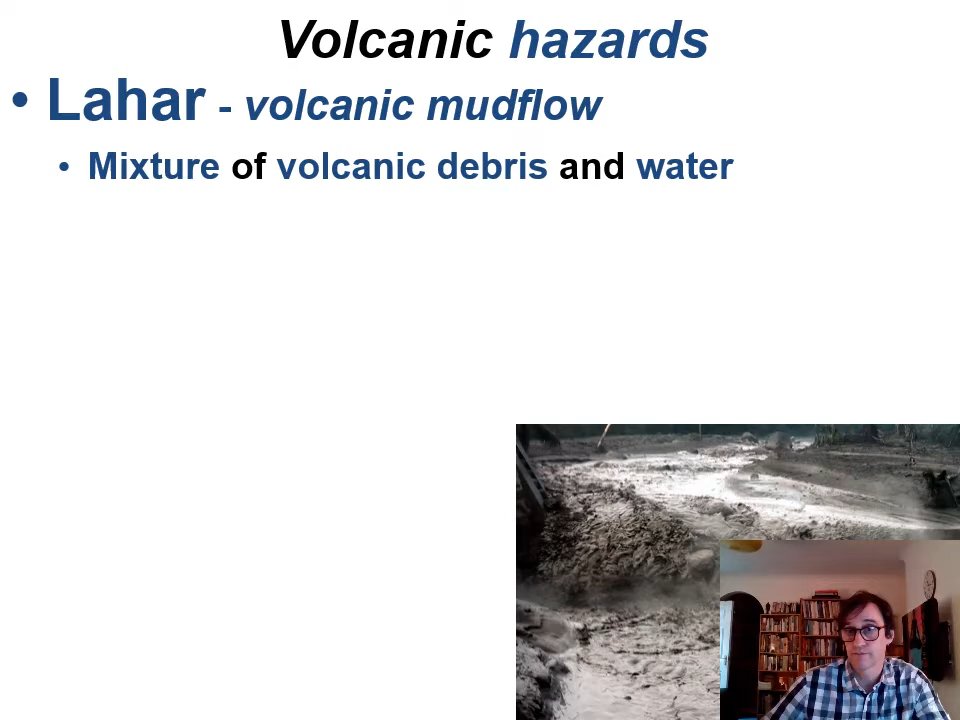 Volcanic hazards
• Lahar - volcanic mudflow
• Mixture of volcanic debris and water